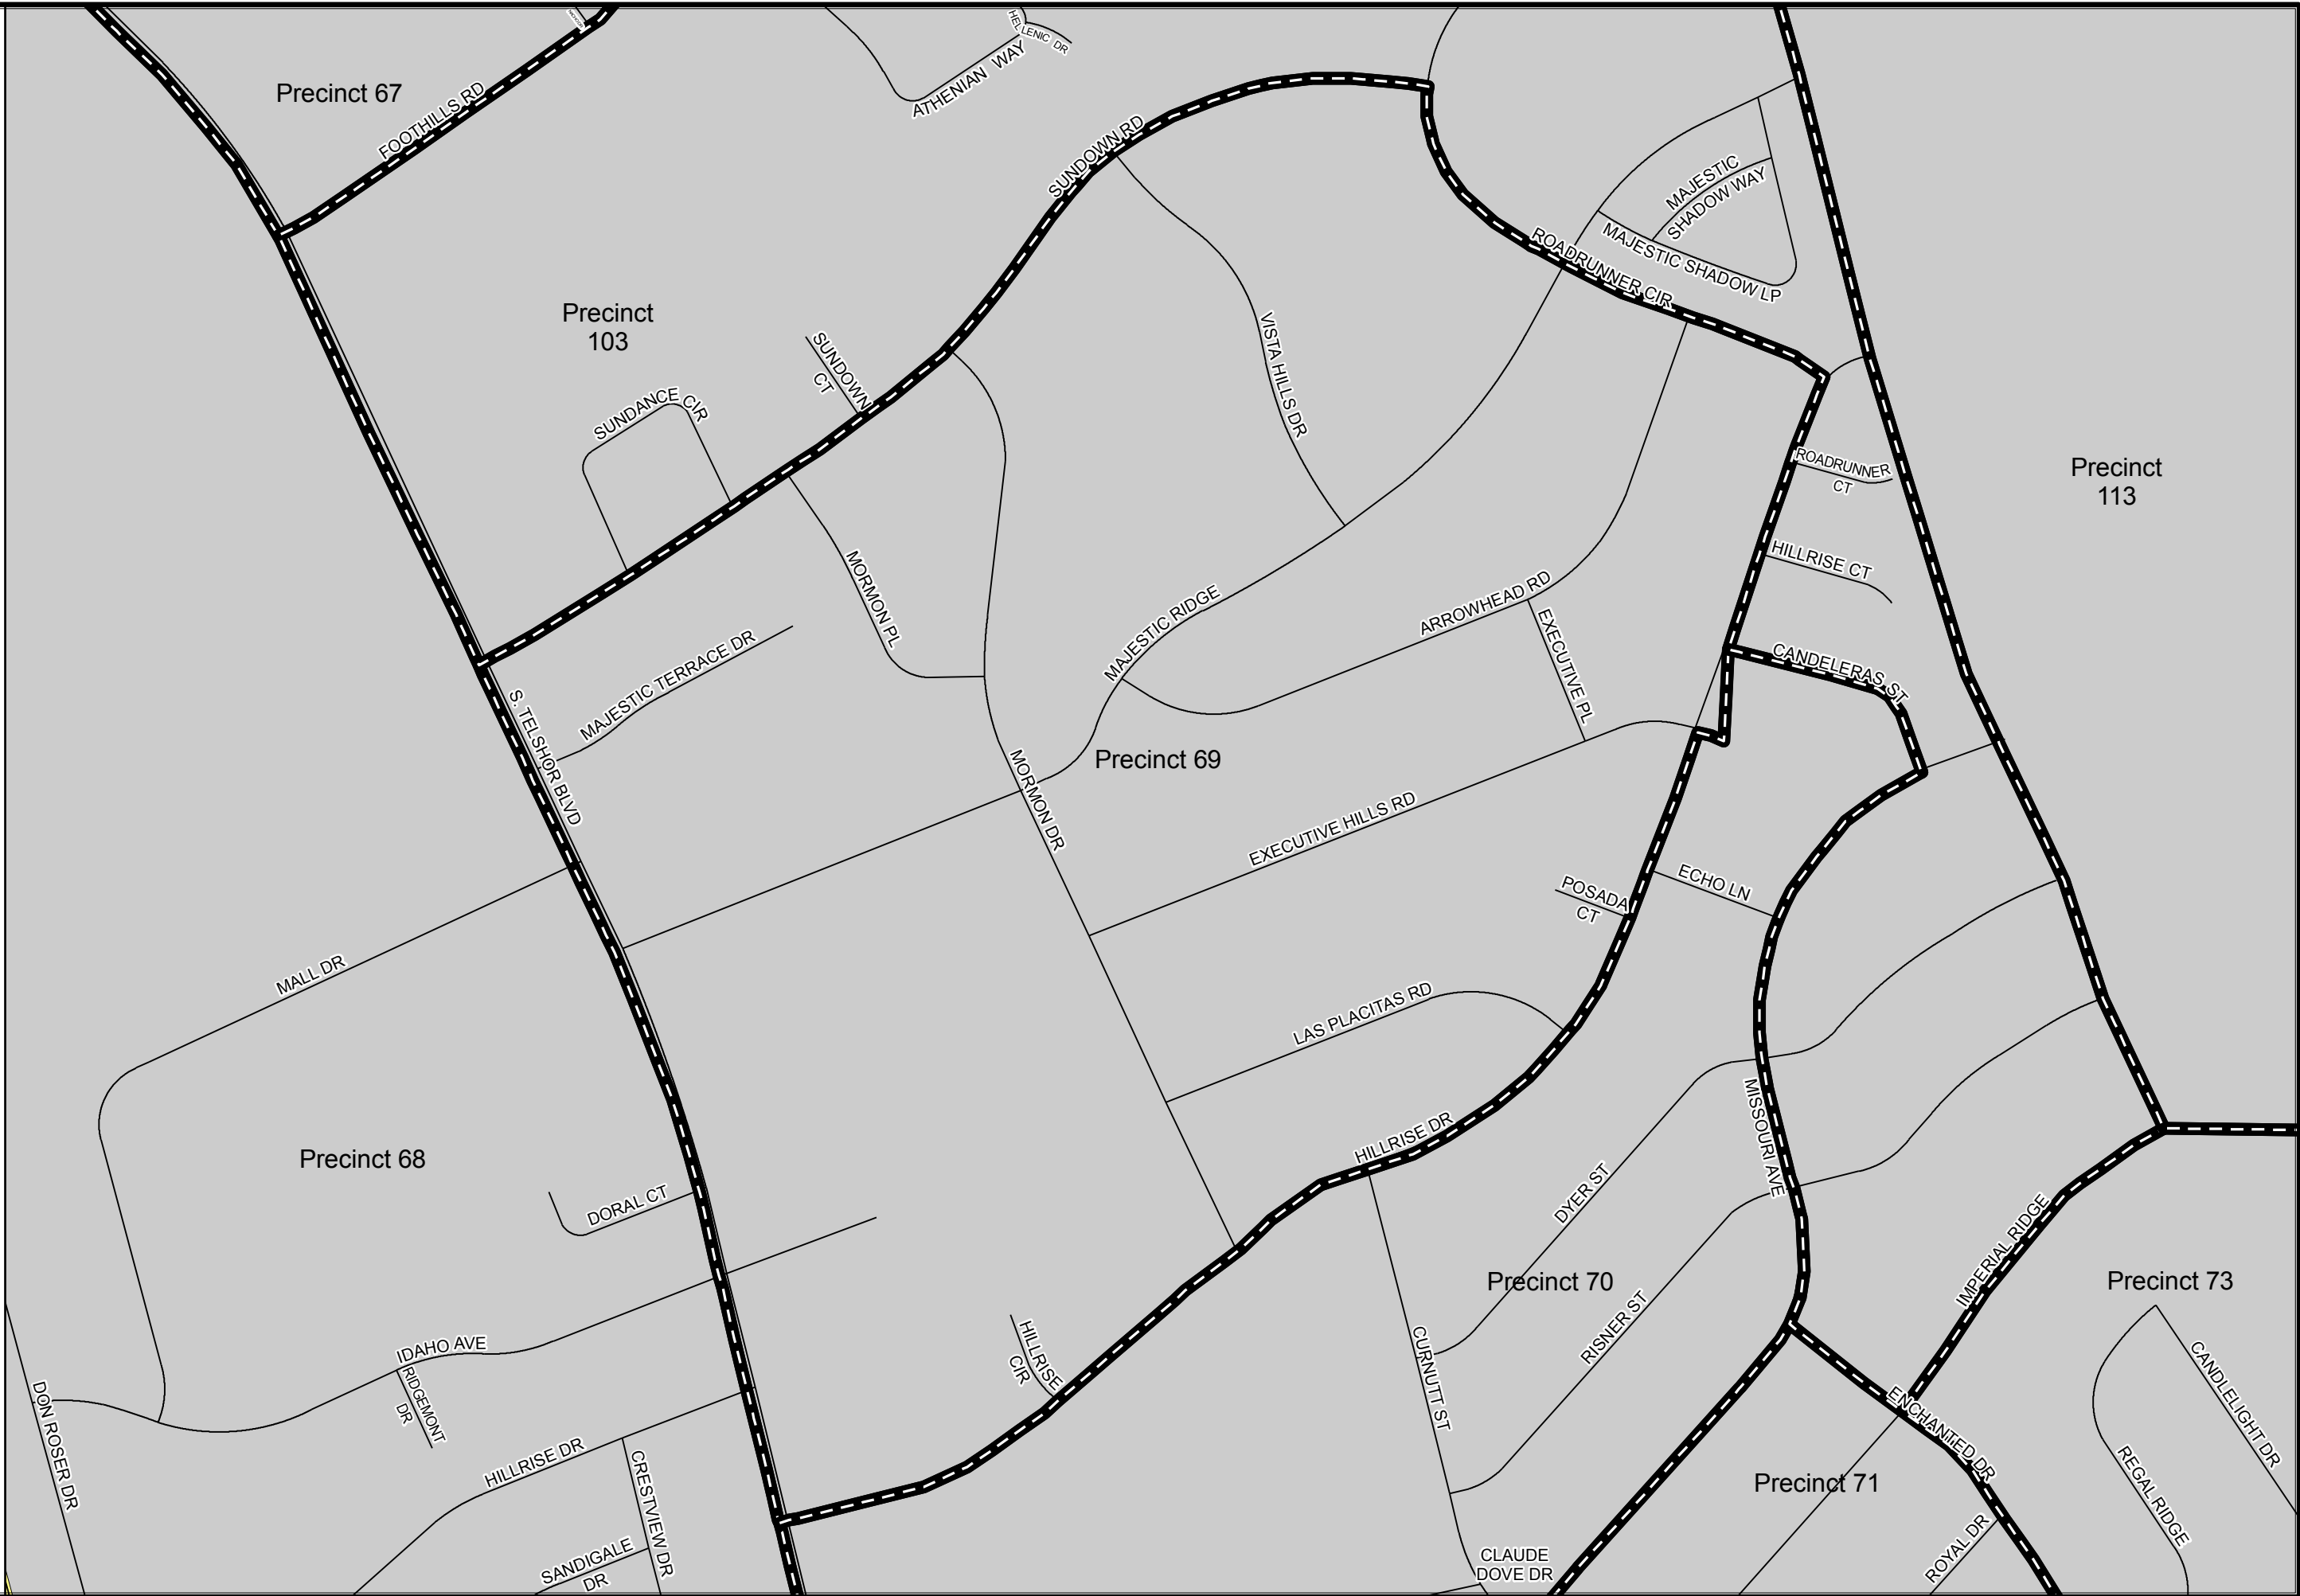 HELLENIC DR
ATHENIAN WAY
Precinct 67
FOOTHILLS RD
SUNDOWN RD
MAJESTIC
SHADOW WAY
MAJESTIC SHADOW LP
ROADRUNNER CIR
Precinct
103
SUNDOWN
CT
SUNDANCE CIR
VISTA HILLS DR
Precinct
113
ROADRUNNER
CT
HILLRISE CT
MORMON PL
MAJESTIC RIDGE
ARROWHEAD RD
EXECUTIVE PL
CANDELERAS ST
MAJESTIC TERRACE DR
S. TELSHOR BLVD
Precinct 69
MORMON DR
EXECUTIVE HILLS RD
POSADA
CT
ECHO LN
MALL DR
LAS PLACITAS RD
HILLRISE DR
MISSOURI AVE
Precinct 68
DORAL CT
DYER ST
Precinct 70
IMPERIAL RIDGE
Precinct 73
RISNER ST
CURNUTT ST
HILLRISE
CIR
IDAHO AVE
RIDGEMONT
DR
DON ROSER DR
HILLRISE DR
CRESTVIEW DR
SANDIGALE
DR
ENCHANTED DR
Precinct 71
CANDLELIGHT DR
REGAL RIDGE
ROYAL DR
CLAUDE
DOVE DR